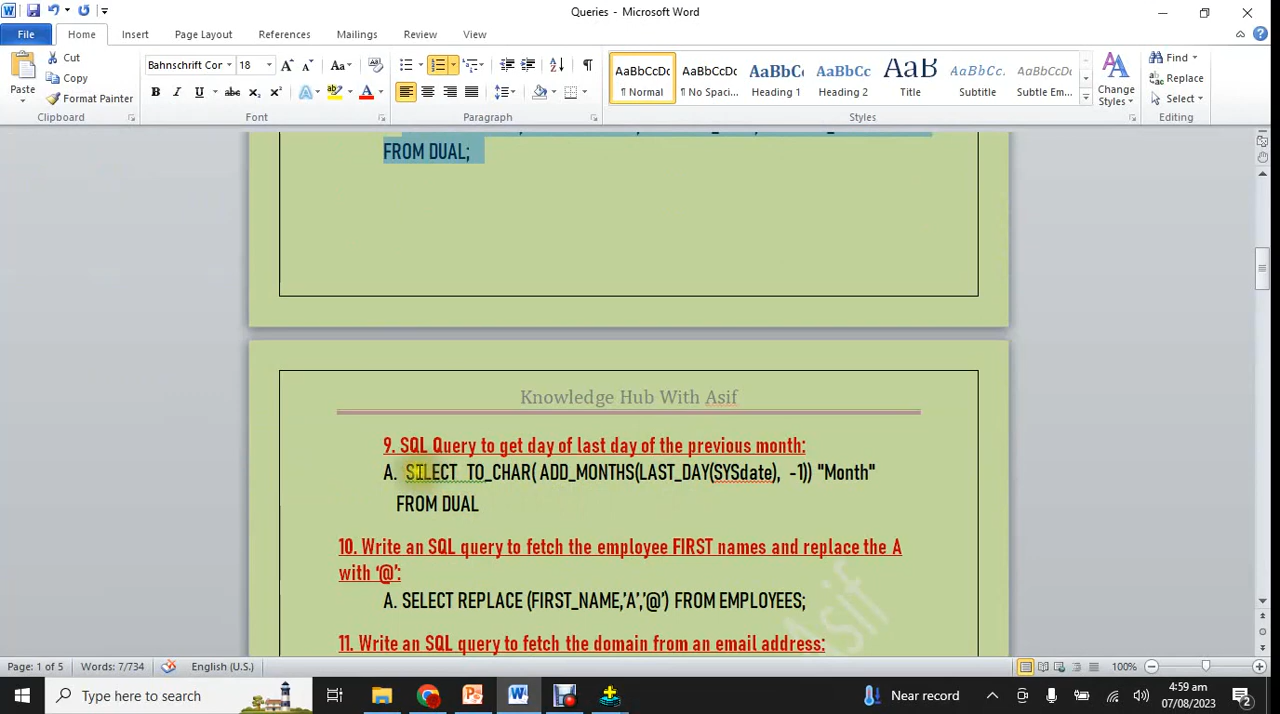 Queries - Microsoft Word
File Home Insert Page Layout References Mailings Review View
Cut
Copy
Format Painter
Paste
Clipboard
Bahnschrift Cor 18
Font
Paragraph
AaBbCcDc AaBbCcDc AaBbCc AaBbCc AaB AaBbCc. AaBbCcDc
¶ Normal ¶ No Spaci... Heading 1 Heading 2 Title Subtitle Subtle Em...
Styles
Change
Styles
Find
Replace
Select
Editing
FROM DUAL;
Knowledge Hub With Asif
9. SQL Query to get day of last day of the previous month:
A. SELECT TO_CHAR( ADD_MONTHS(LAST_DAY(SYSdate), -1)) "Month"
FROM DUAL
10. Write an SQL query to fetch the employee FIRST names and replace the A
with ‘@’:
A. SELECT REPLACE (FIRST_NAME,’A’,’@’) FROM EMPLOYEES;
11. Write an SQL query to fetch the domain from an email address:
Asif
Page: 1 of 5 Words: 7/734 English (U.S.) 100%
Type here to search
Near record
4:59 am
07/08/2023
2